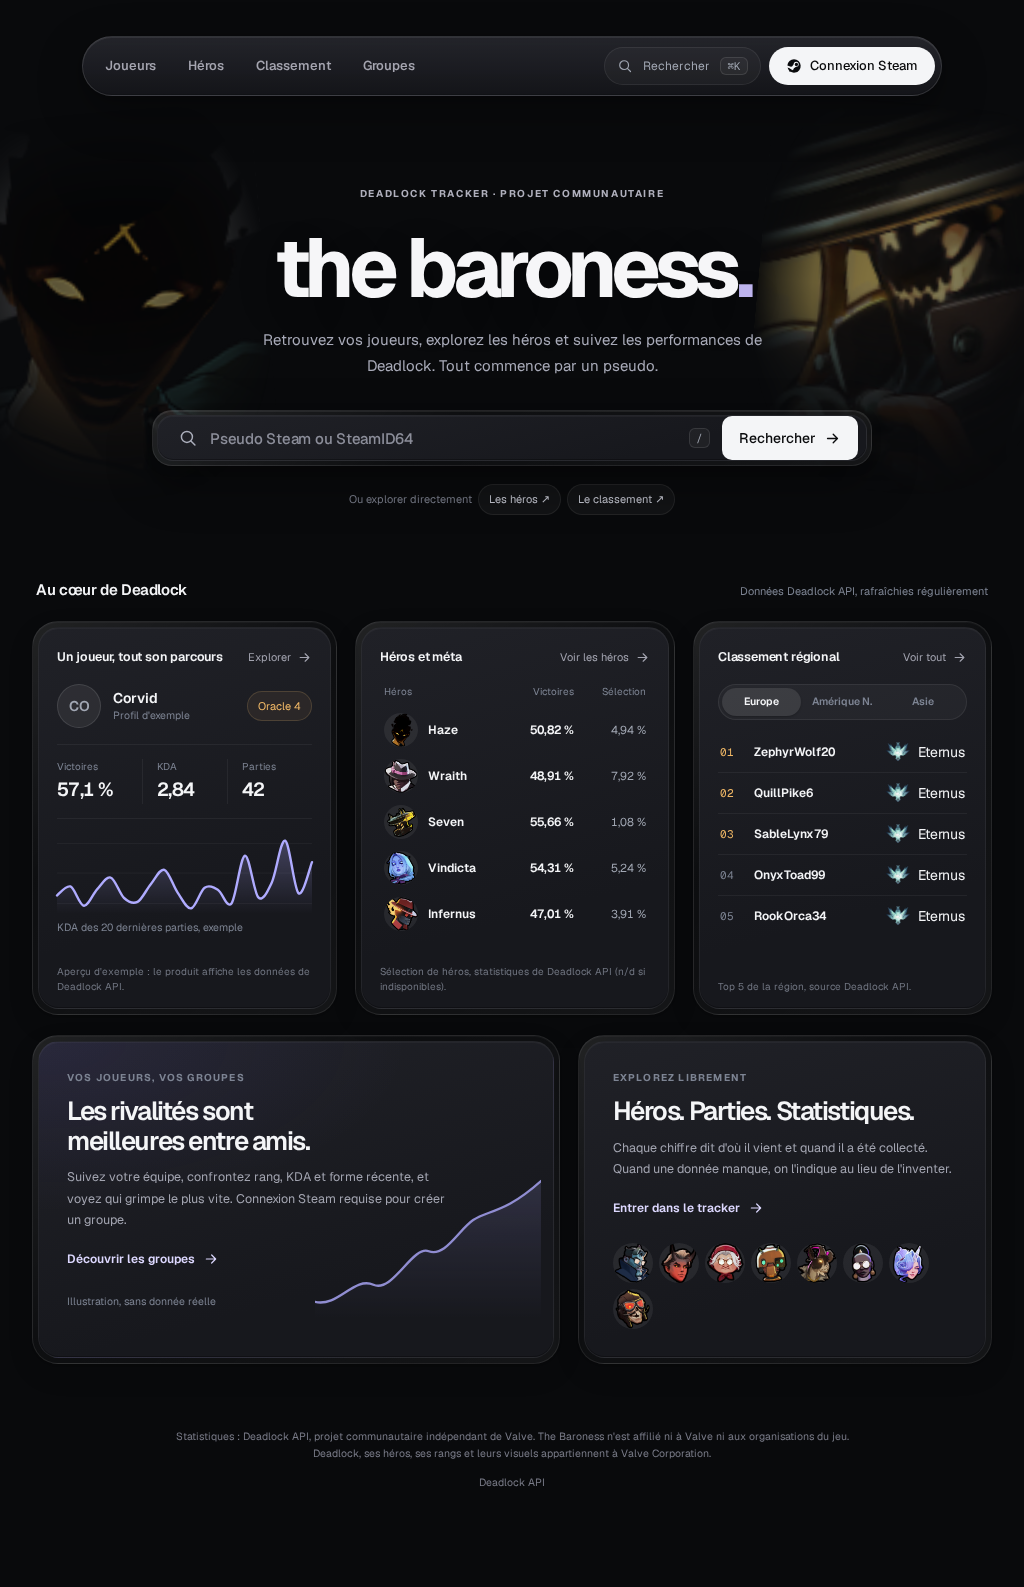 Joueurs Héros Classement Groupes Rechercher ⌘K Connexion Steam
DEADLOCK TRACKER · PROJET COMMUNAUTAIRE
the baroness.
Retrouvez vos joueurs, explorez les héros et suivez les performances de
Deadlock. Tout commence par un pseudo.
Pseudo Steam ou SteamID64 / Rechercher →
Ou explorer directement Les héros ↗ Le classement ↗
Au cœur de Deadlock
Données Deadlock API, rafraîchies régulièrement
Un joueur, tout son parcours Explorer →
CO Corvid
Profil d'exemple
Oracle 4
Victoires KDA Parties
57,1 % 2,84 42
KDA des 20 dernières parties, exemple
Aperçu d'exemple : le produit affiche les données de
Deadlock API.
Héros et méta Voir les héros →
Héros Victoires Sélection
Haze 50,82 % 4,94 %
Wraith 48,91 % 7,92 %
Seven 55,66 % 1,08 %
Vindicta 54,31 % 5,24 %
Infernus 47,01 % 3,91 %
Sélection de héros, statistiques de Deadlock API (n/d si
indisponibles).
Classement régional Voir tout →
Europe Amérique N. Asie
01 ZephyrWolf20 Eternus
02 QuillPike6 Eternus
03 SableLynx79 Eternus
04 OnyxToad99 Eternus
05 RookOrca34 Eternus
Top 5 de la région, source Deadlock API.
VOS JOUEURS, VOS GROUPES
Les rivalités sont
meilleures entre amis.
Suivez votre équipe, confrontez rang, KDA et forme récente, et
voyez qui grimpe le plus vite. Connexion Steam requise pour créer
un groupe.
Découvrir les groupes →
Illustration, sans donnée réelle
EXPLOREZ LIBREMENT
Héros. Parties. Statistiques.
Chaque chiffre dit d'où il vient et quand il a été collecté.
Quand une donnée manque, on l'indique au lieu de l'inventer.
Entrer dans le tracker →
Statistiques : Deadlock API, projet communautaire indépendant de Valve. The Baroness n'est affilié ni à Valve ni aux organisations du jeu.
Deadlock, ses héros, ses rangs et leurs visuels appartiennent à Valve Corporation.
Deadlock API